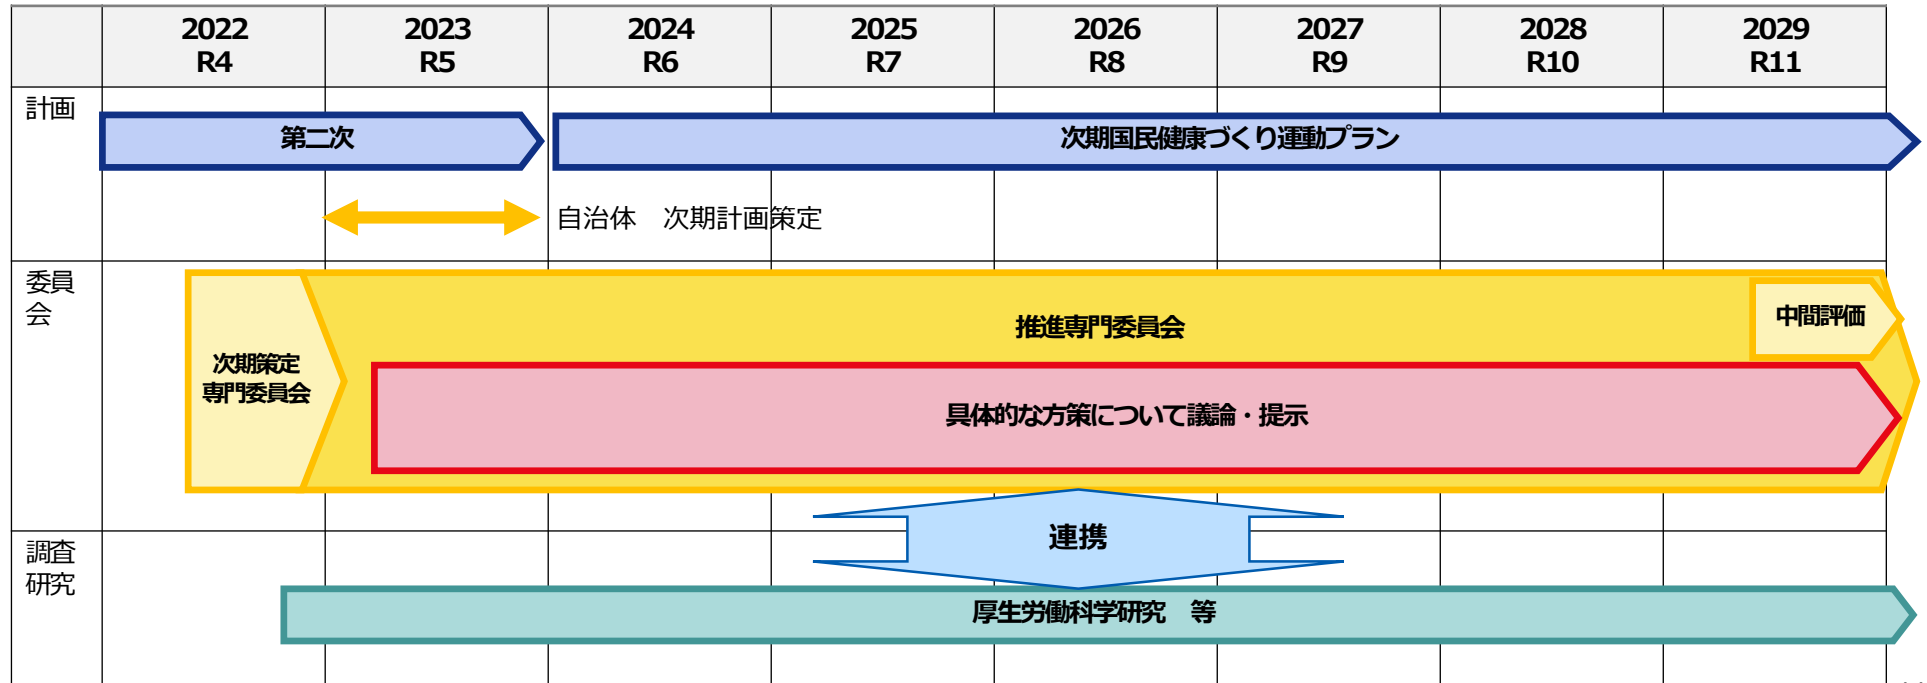 2022
R4
2023
R5
2024
R6
2025
R7
2026
R8
2027
R9
2028
R10
2029
R11
計画
第二次
次期国民健康づくり運動プラン
自治体　次期計画策定
委員
会
次期策定
専門委員会
推進専門委員会
中間評価
具体的な方策について議論・提示
連携
調査
研究
厚生労働科学研究　等